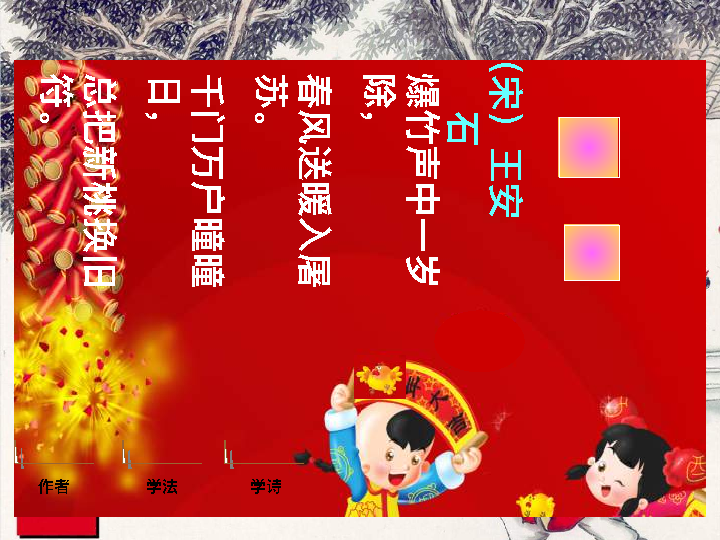 （宋）王安
石
爆竹声中一岁
除，
春风送暖入屠
苏。
千门万户曈曈
日，
总把新桃换旧
符。
作者
学法
学诗